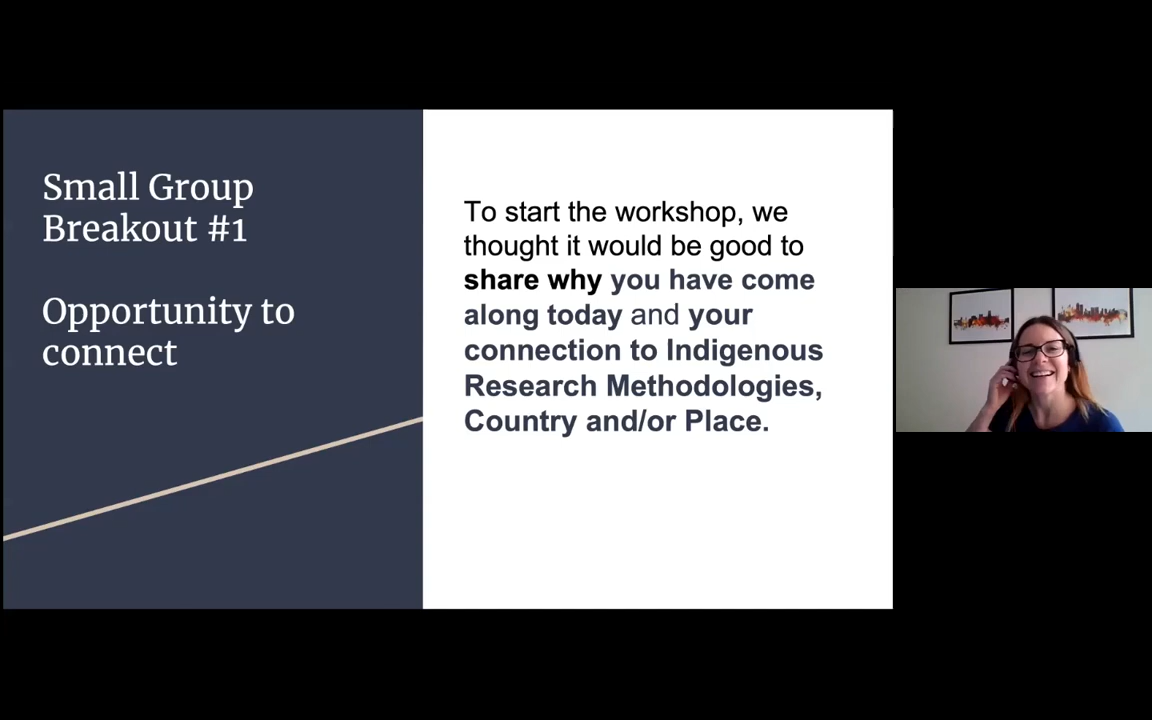 Small Group
Breakout #1
Opportunity to
connect
To start the workshop, we
thought it would be good to
share why you have come
along today and your
connection to Indigenous
Research Methodologies,
Country and/or Place.